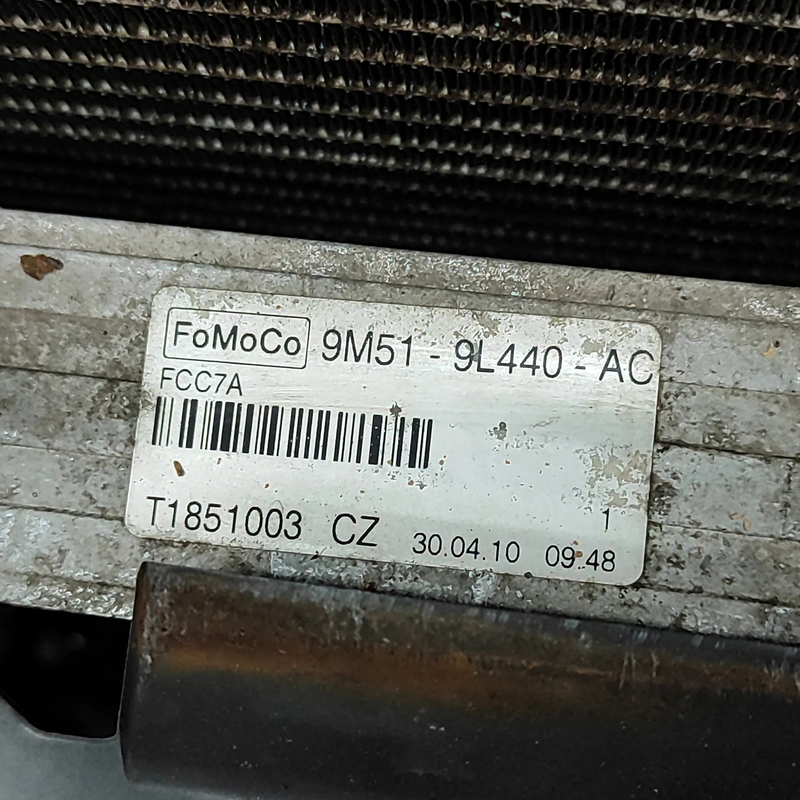 FoMoCo 9M51 - 9L440 - AC
FCC7A
1
T1851003 CZ 30.04.10 09:48